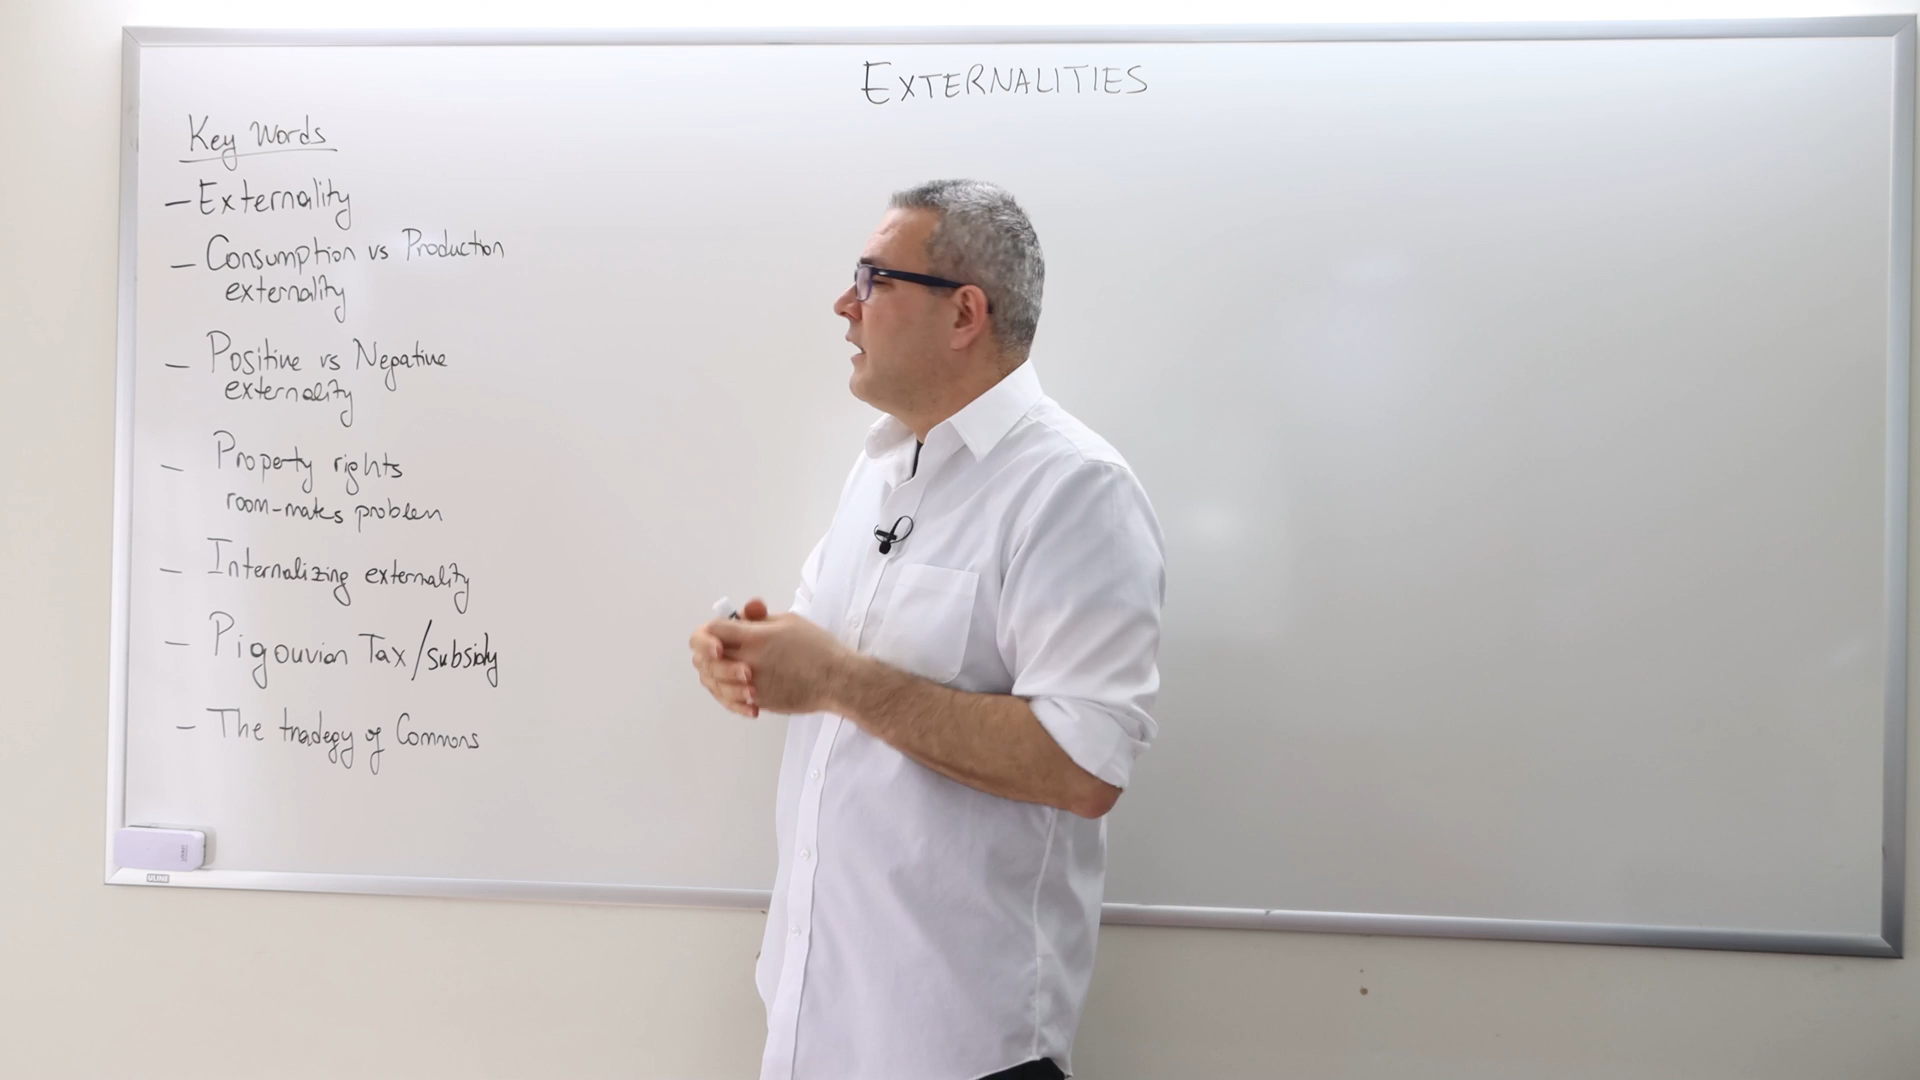 EXTERNALITIES
Key Words
– Externality
– Consumption vs Production
externality
– Positive vs Negative
externality
– Property rights
room-mates problem
– Internalizing externality
– Pigouvian Tax/subsidy
– The tradegy of Commons
ULINE